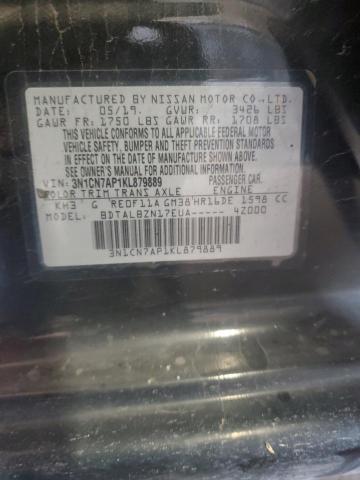 MANUFACTURED BY NISSAN MOTOR CO., LTD.
DATE: 05/19. GVWR: 3426 LBS
GAWR FR: 1750 LBS GAWR RR: 1708 LBS
THIS VEHICLE CONFORMS TO ALL APPLICABLE FEDERAL MOTOR
VEHICLE SAFETY, BUMPER AND THEFT PREVENTION STANDARDS
IN EFFECT ON THE DATE OF MANUFACTURE SHOWN ABOVE.
SEE OWNER'S MANUAL FOR ADDITIONAL INFORMATION.
VIN: 3N1CN7AP1KL879889 PASSENGER CAR
COLOR TRIM TRANS AXLE ENGINE
KH3 G RE0F11A GM38 HR16DE 1598 CC
MODEL: BDTALBZN17EUA----- 42000
3N1CN7AP1KL879889